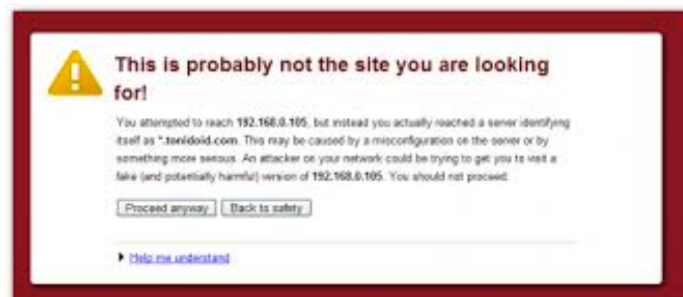 This is probably not the site you are looking
for!
You attempted to reach 192.168.0.105, but instead you actually reached a server identifying
itself as *.tonidoid.com. This may be caused by a misconfiguration on the server or by
something more serious. An attacker on your network could be trying to get you to visit a
fake (and potentially harmful) version of 192.168.0.105. You should not proceed.
Proceed anyway Back to safety
Help me understand